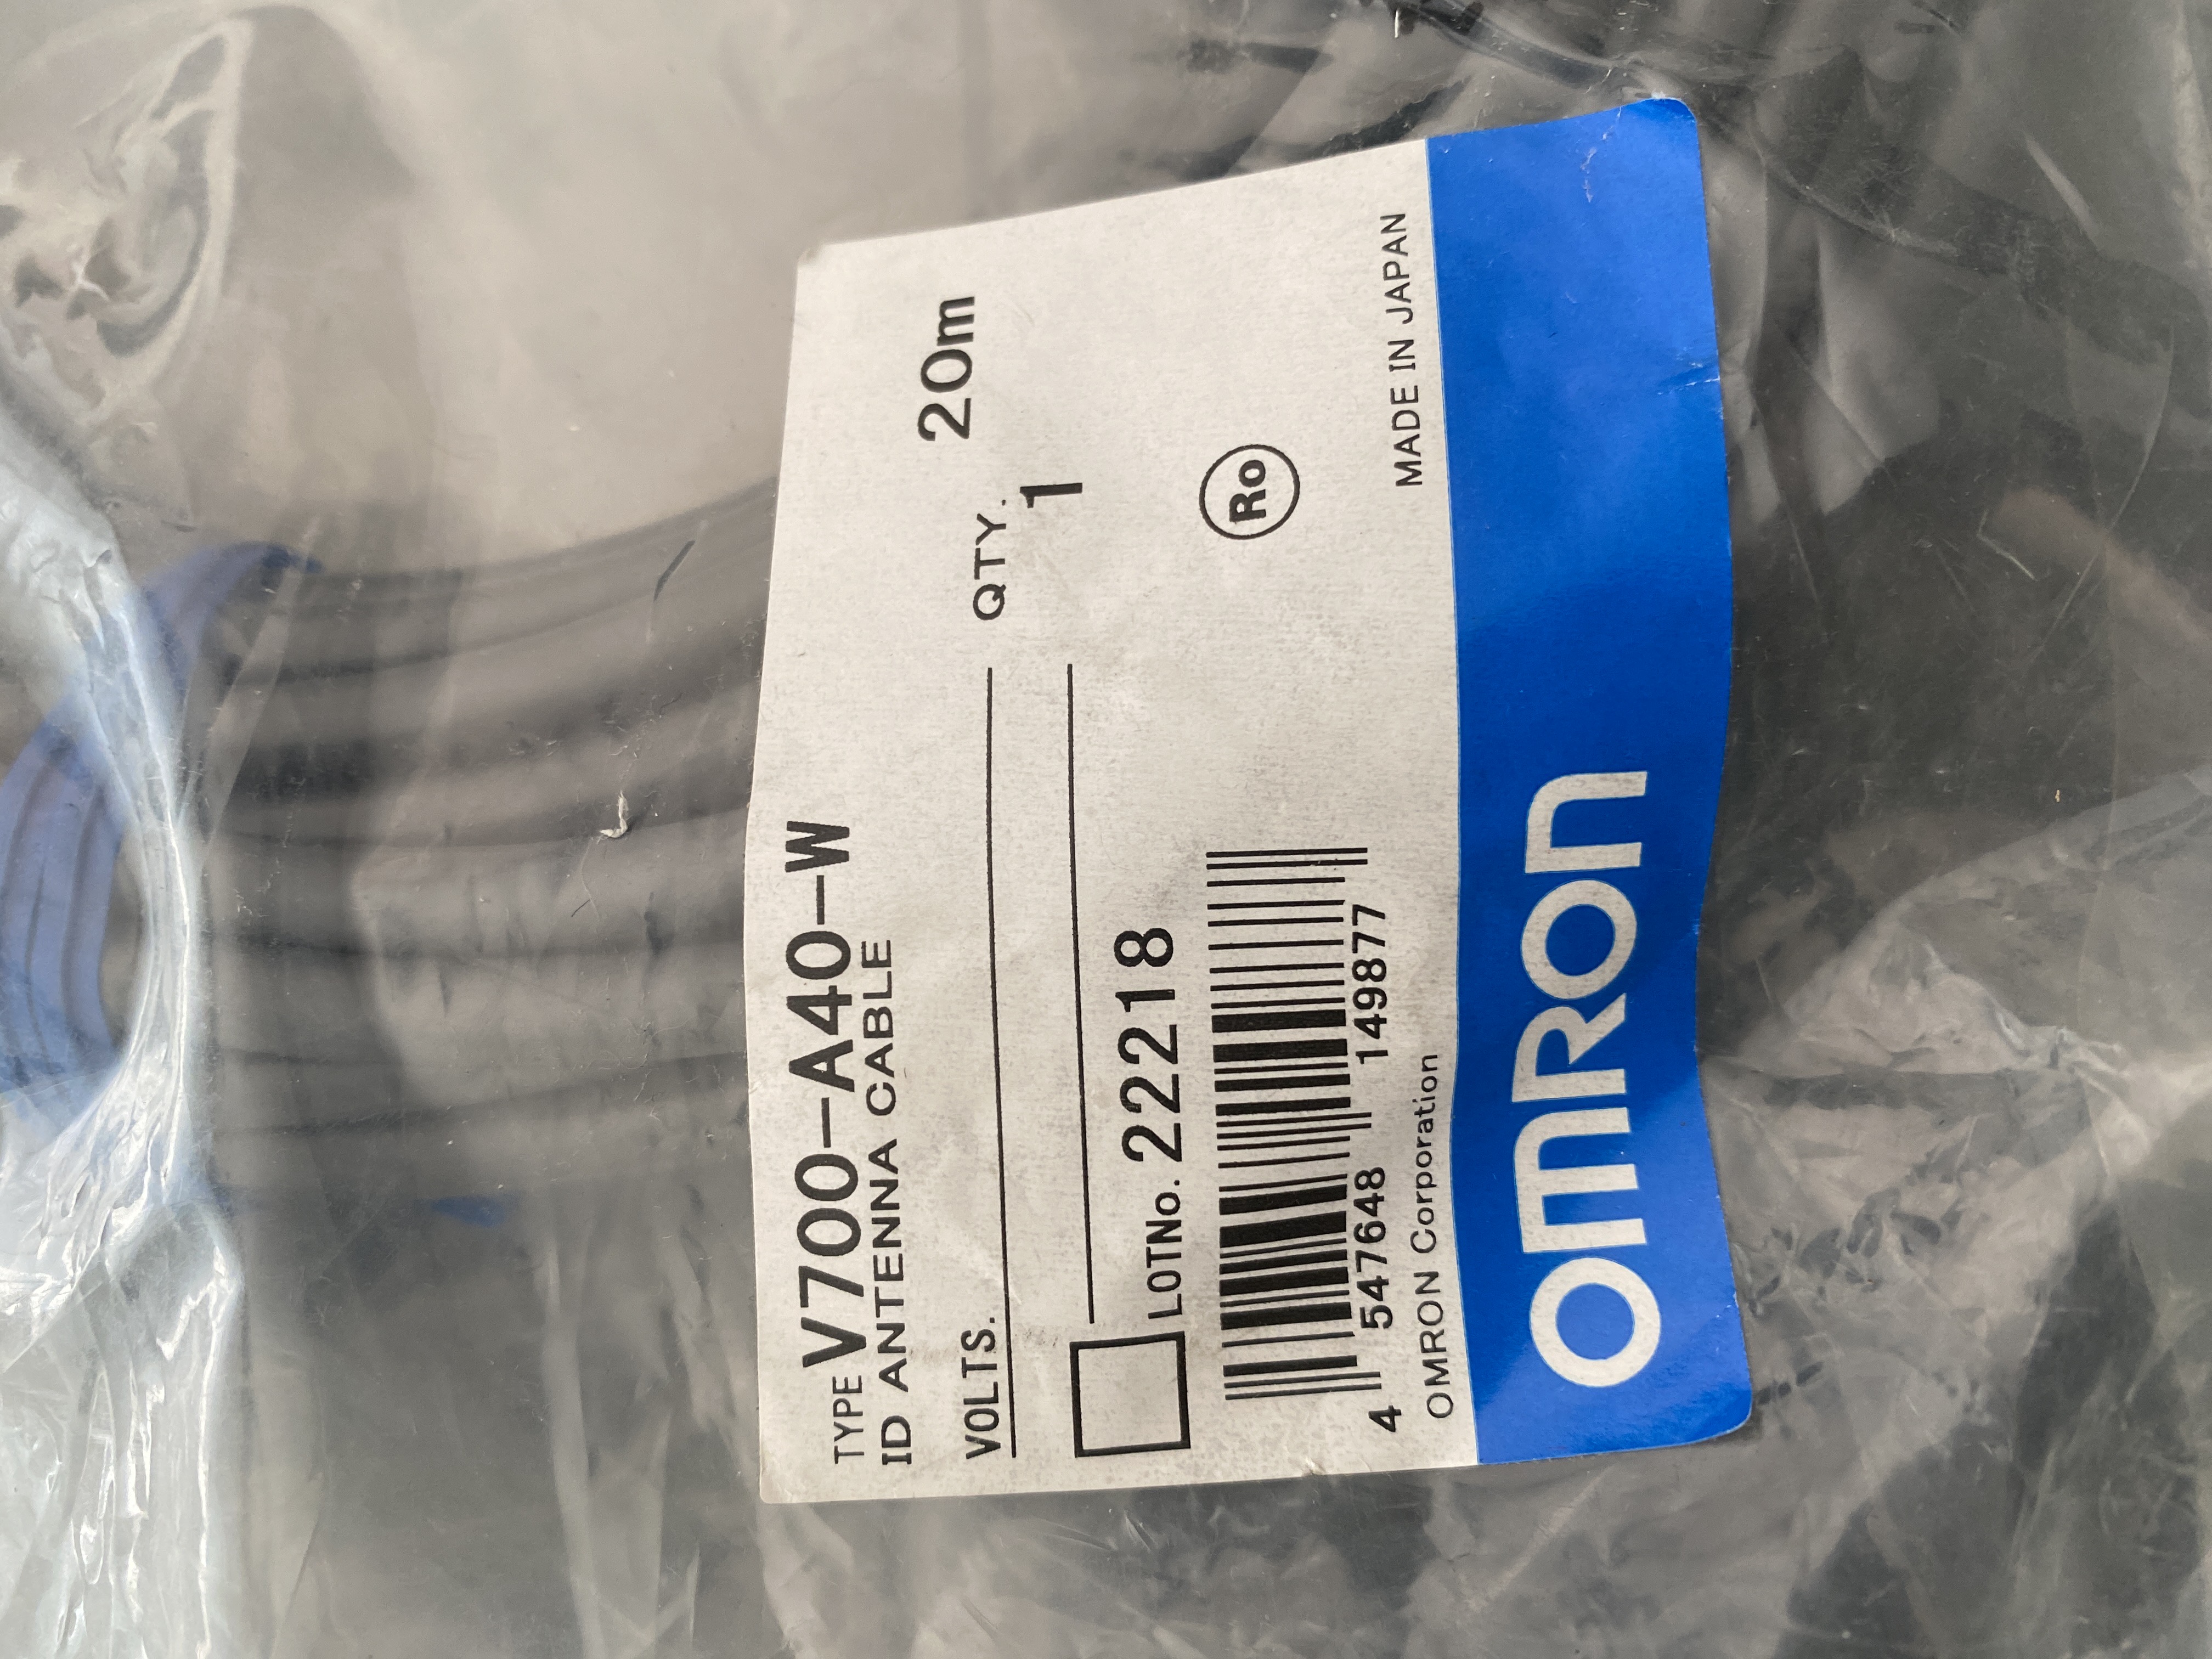 TYPE V700-A40-W
ID ANTENNA CABLE
20m
VOLTS. QTY.
1
LOTNo. 22218
Ro
4 547648 149877
OMRON Corporation MADE IN JAPAN
OMRON